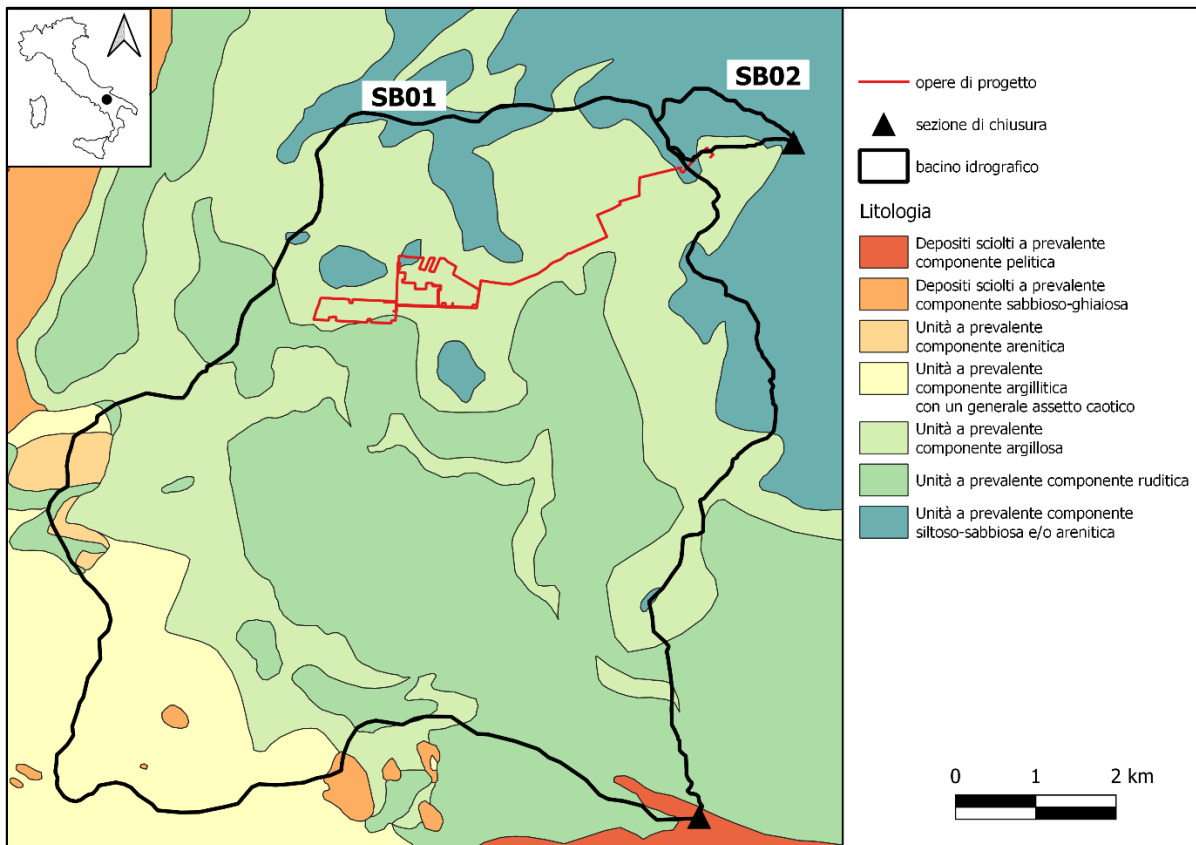 SB01
SB02
opere di progetto
sezione di chiusura
bacino idrografico
Litologia
Depositi sciolti a prevalente
componente pelitica
Depositi sciolti a prevalente
componente sabbioso-ghiaiosa
Unità a prevalente
componente arenitica
Unità a prevalente
componente argillitica
con un generale assetto caotico
Unità a prevalente
componente argillosa
Unità a prevalente componente ruditica
Unità a prevalente componente
siltoso-sabbiosa e/o arenitica
0 1 2 km